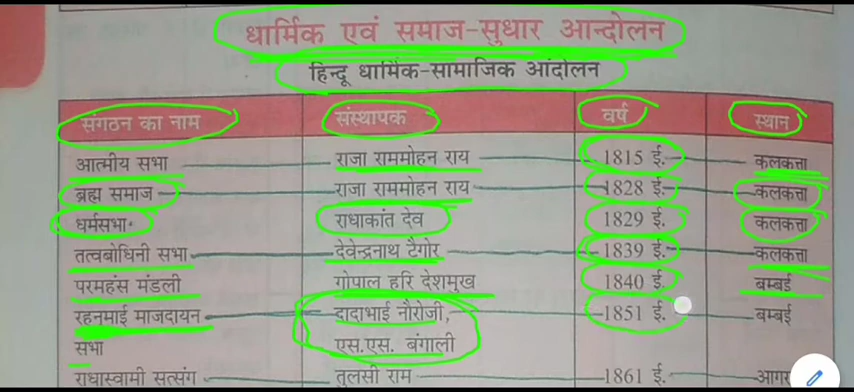 धार्मिक एवं समाज-सुधार आन्दोलन
हिन्दू धार्मिक-सामाजिक आंदोलन
संगठन का नाम संस्थापक वर्ष स्थान
आत्मीय सभा राजा राममोहन राय 1815 ई. कलकत्ता
ब्रह्म समाज राजा राममोहन राय 1828 ई. कलकत्ता
धर्मसभा राधाकांत देव 1829 ई. कलकत्ता
तत्वबोधिनी सभा देवेन्द्रनाथ टैगोर 1839 ई. कलकत्ता
परमहंस मंडली गोपाल हरि देशमुख 1840 ई. बम्बई
रहनमाई माजदायन दादाभाई नौरोजी, 1851 ई. बम्बई
सभा एस.एस. बंगाली
राधास्वामी सत्संग तुलसी राम 1861 ई.